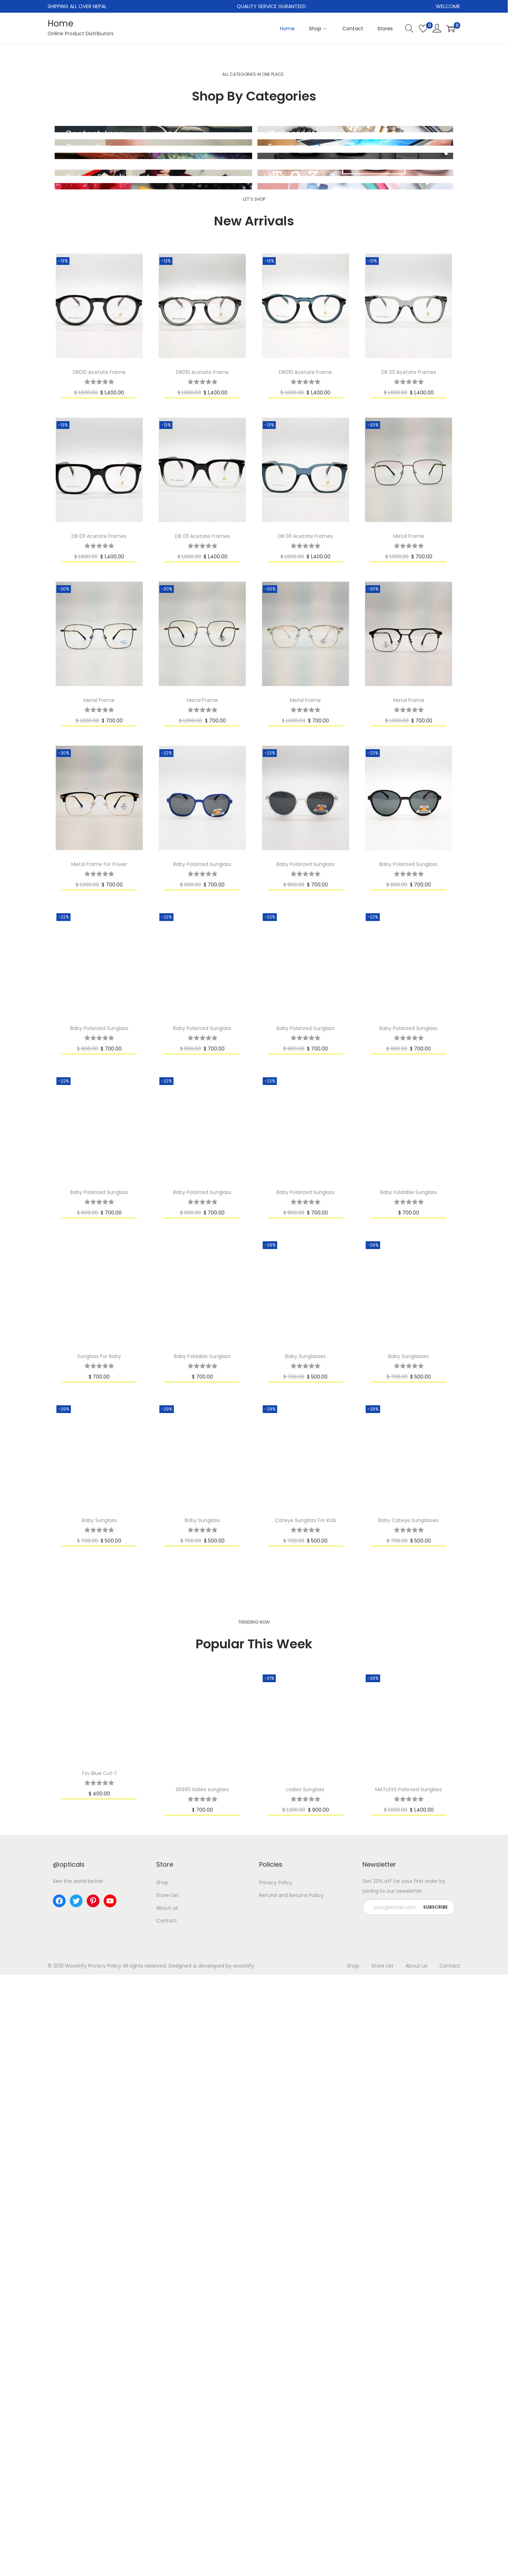 SHIPPING ALL OVER NEPAL
QUALITY SERVICE GURANTEED
WELCOME
Home
Online Product Distributors
Home
Shop
Contact
Stores
0
0
ALL CATEGORIES IN ONE PLACE
Shop By Categories
LET'S SHOP
New Arrivals
-13%
-13%
-13%
-13%
DB010 Acetate Frame
DB010 Acetate Frame
DB010 Acetate Frame
DB 011 Acetate Frames
$ 1,600.00 $ 1,400.00
$ 1,600.00 $ 1,400.00
$ 1,600.00 $ 1,400.00
$ 1,600.00 $ 1,400.00
-13%
-13%
-13%
-30%
DB 011 Acetate Frames
DB 011 Acetate Frames
DB 011 Acetate Frames
Metal Frame
$ 1,600.00 $ 1,400.00
$ 1,600.00 $ 1,400.00
$ 1,600.00 $ 1,400.00
$ 1,000.00 $ 700.00
-30%
-30%
-30%
-30%
Metal Frame
Metal Frame
Metal Frame
Metal Frame
$ 1,000.00 $ 700.00
$ 1,000.00 $ 700.00
$ 1,000.00 $ 700.00
$ 1,000.00 $ 700.00
-30%
-22%
-22%
-22%
Metal Frame For Power
Baby Polarized Sunglass
Baby Polarized Sunglass
Baby Polarized Sunglass
$ 1,000.00 $ 700.00
$ 900.00 $ 700.00
$ 900.00 $ 700.00
$ 900.00 $ 700.00
-22%
-22%
-22%
-22%
Baby Polarized Sunglass
Baby Polarized Sunglass
Baby Polarized Sunglass
Baby Polarized Sunglass
$ 900.00 $ 700.00
$ 900.00 $ 700.00
$ 900.00 $ 700.00
$ 900.00 $ 700.00
-22%
-22%
-22%
Baby Polarized Sunglass
Baby Polarized Sunglass
Baby Polarized Sunglass
Baby Foldable Sunglass
$ 900.00 $ 700.00
$ 900.00 $ 700.00
$ 900.00 $ 700.00
$ 700.00
-29%
-29%
Sunglass For Baby
Baby Foldable Sunglass
Baby Sunglasses
Baby Sunglasses
$ 700.00
$ 700.00
$ 700.00 $ 500.00
$ 700.00 $ 500.00
-29%
-29%
-29%
-29%
Baby Sunglass
Baby Sunglass
Cateye Sunglass For Kids
Baby Cateye Sunglasses
$ 700.00 $ 500.00
$ 700.00 $ 500.00
$ 700.00 $ 500.00
$ 700.00 $ 500.00
TRENDING NOW
Popular This Week
Fsv Blue Cut-1
$ 400.00
S5990 ladies sunglass
Ladies Sunglass
MATLRXS Polarized Sunglass
$ 700.00
$ 900.00
$ 1,400.00
@opticals
Store
Policies
Newsletter
See the world better
Shop
Store List
About us
Contact
Privacy Policy
Refund and Returns Policy
Get 20% off for your first order by
joining to our newsletter.
your@email.com
SUBSCRIBE
© 2021 Woostify Privacy Policy All rights reserved. Designed & developed by woostify
Shop
Store List
About us
Contact